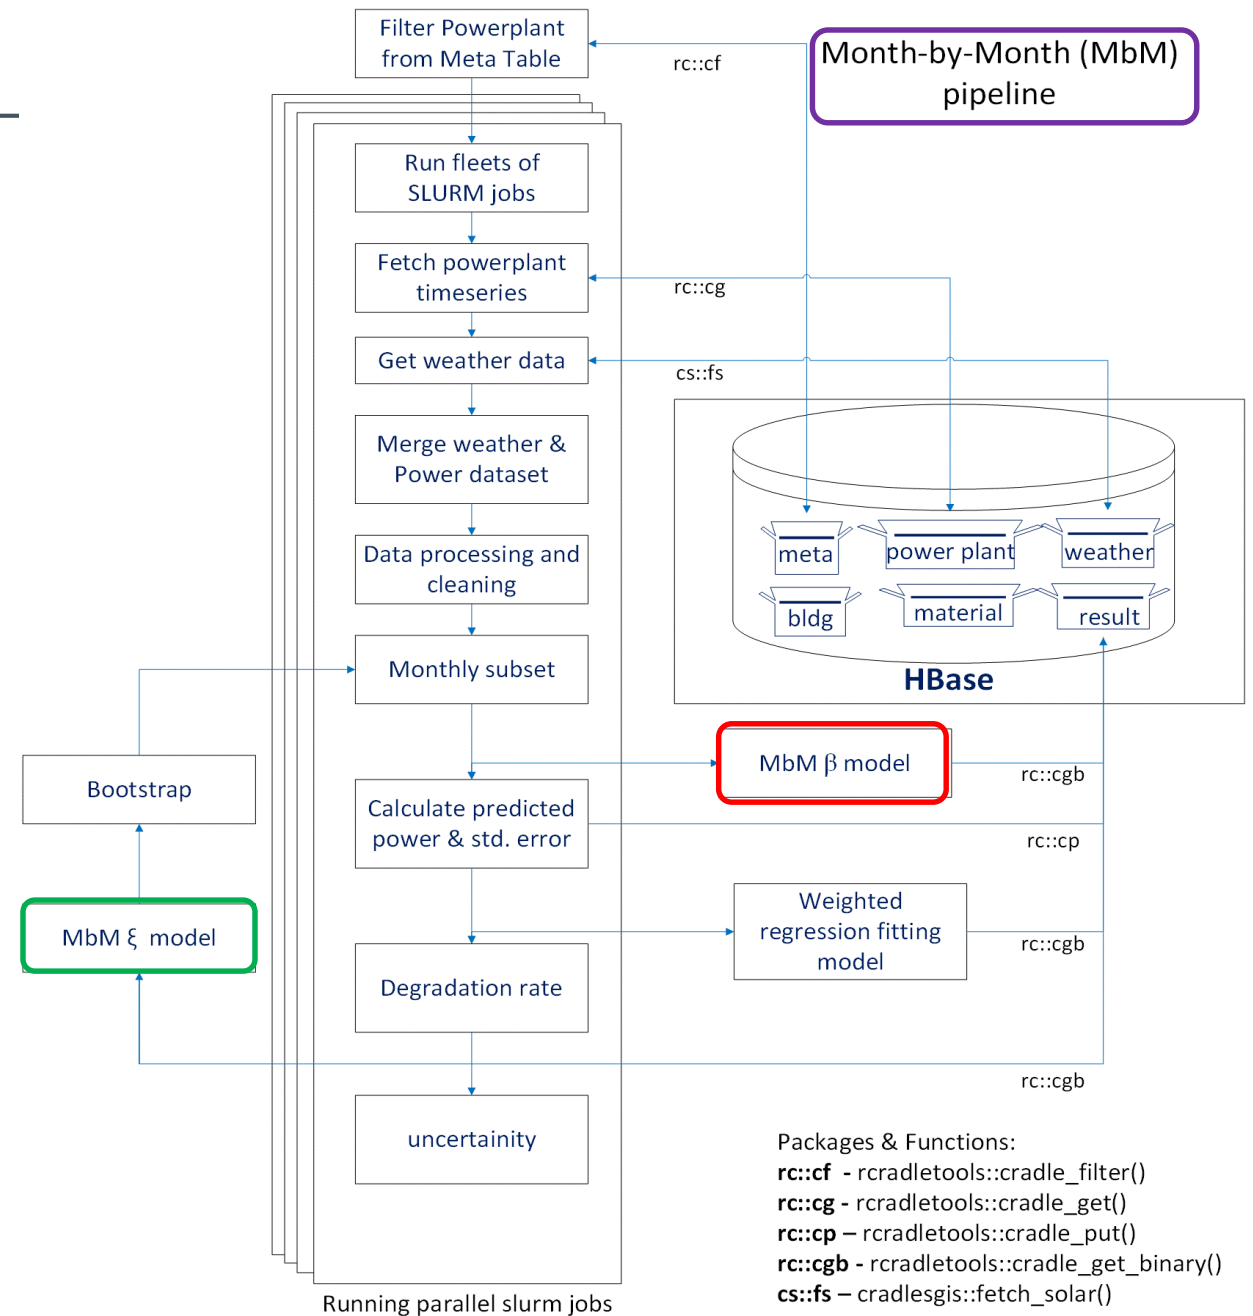 Filter Powerplant
from Meta Table
rc::cf
Month-by-Month (MbM)
pipeline
Run fleets of
SLURM jobs
Fetch powerplant
timeseries
rc::cg
Get weather data
cs::fs
Merge weather &
Power dataset
Data processing and
cleaning
meta
power plant
weather
bldg
material
result
HBase
Monthly subset
MbM β model
rc::cgb
Bootstrap
Calculate predicted
power & std. error
rc::cp
MbM ξ model
Weighted
regression fitting
model
rc::cgb
Degradation rate
rc::cgb
uncertainity
Packages & Functions:
rc::cf - rcradletools::cradle_filter()
rc::cg - rcradletools::cradle_get()
rc::cp – rcradletools::cradle_put()
rc::cgb - rcradletools::cradle_get_binary()
cs::fs – cradlesgis::fetch_solar()
Running parallel slurm jobs